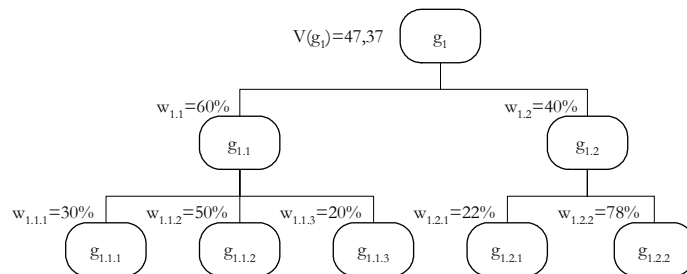 V(g₁)=47,37 g₁
w₁.₁=60% w₁.₂=40%
g₁.₁ g₁.₂
w₁.₁.₁=30% w₁.₁.₂=50% w₁.₁.₃=20% w₁.₂.₁=22% w₁.₂.₂=78%
g₁.₁.₁ g₁.₁.₂ g₁.₁.₃ g₁.₂.₁ g₁.₂.₂